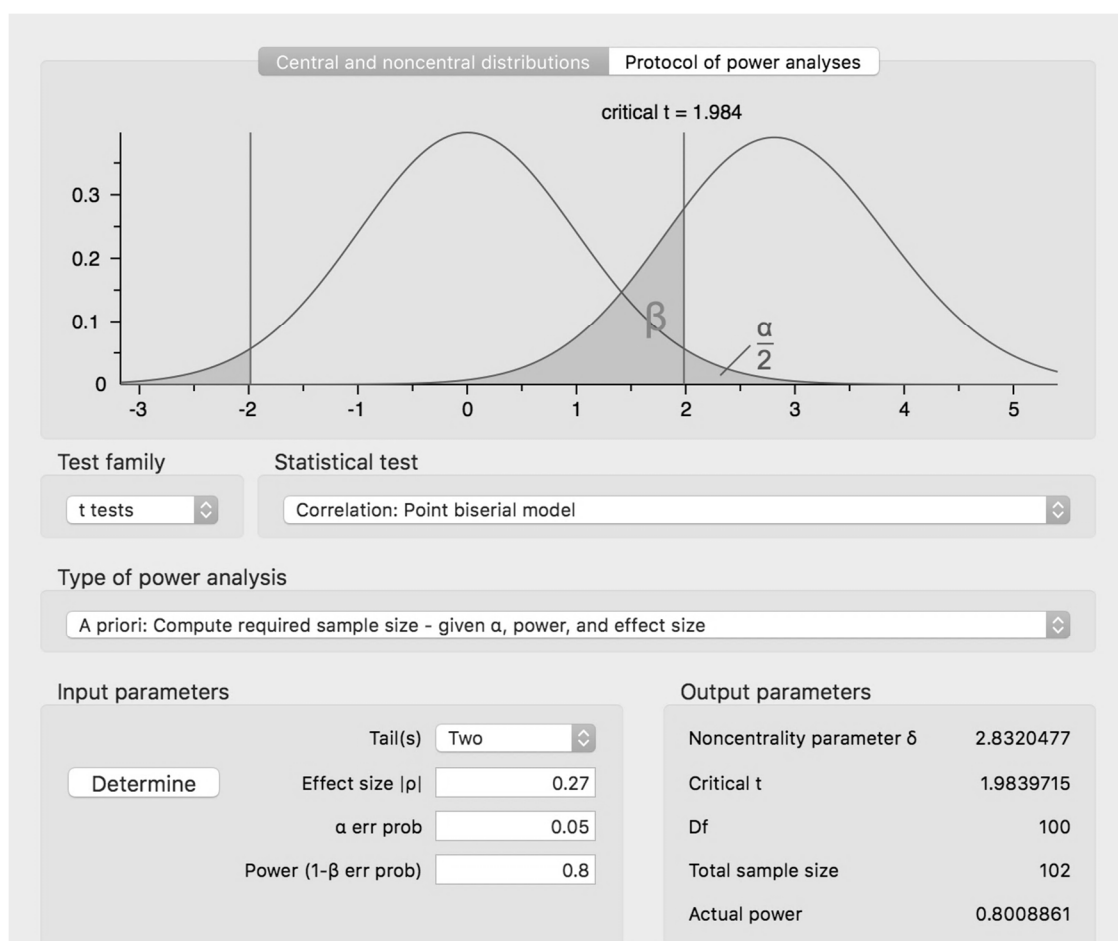 Central and noncentral distributions Protocol of power analyses
critical t = 1.984
0.3
0.2
β
α
0.1
2
0
-3 -2 -1 0 1 2 3 4 5
Test family Statistical test
t tests Correlation: Point biserial model
Type of power analysis
A priori: Compute required sample size - given α, power, and effect size
Input parameters Output parameters
Tail(s) Two Noncentrality parameter δ 2.8320477
Determine Effect size |ρ| 0.27 Critical t 1.9839715
α err prob 0.05 Df 100
Power (1-β err prob) 0.8 Total sample size 102
Actual power 0.8008861